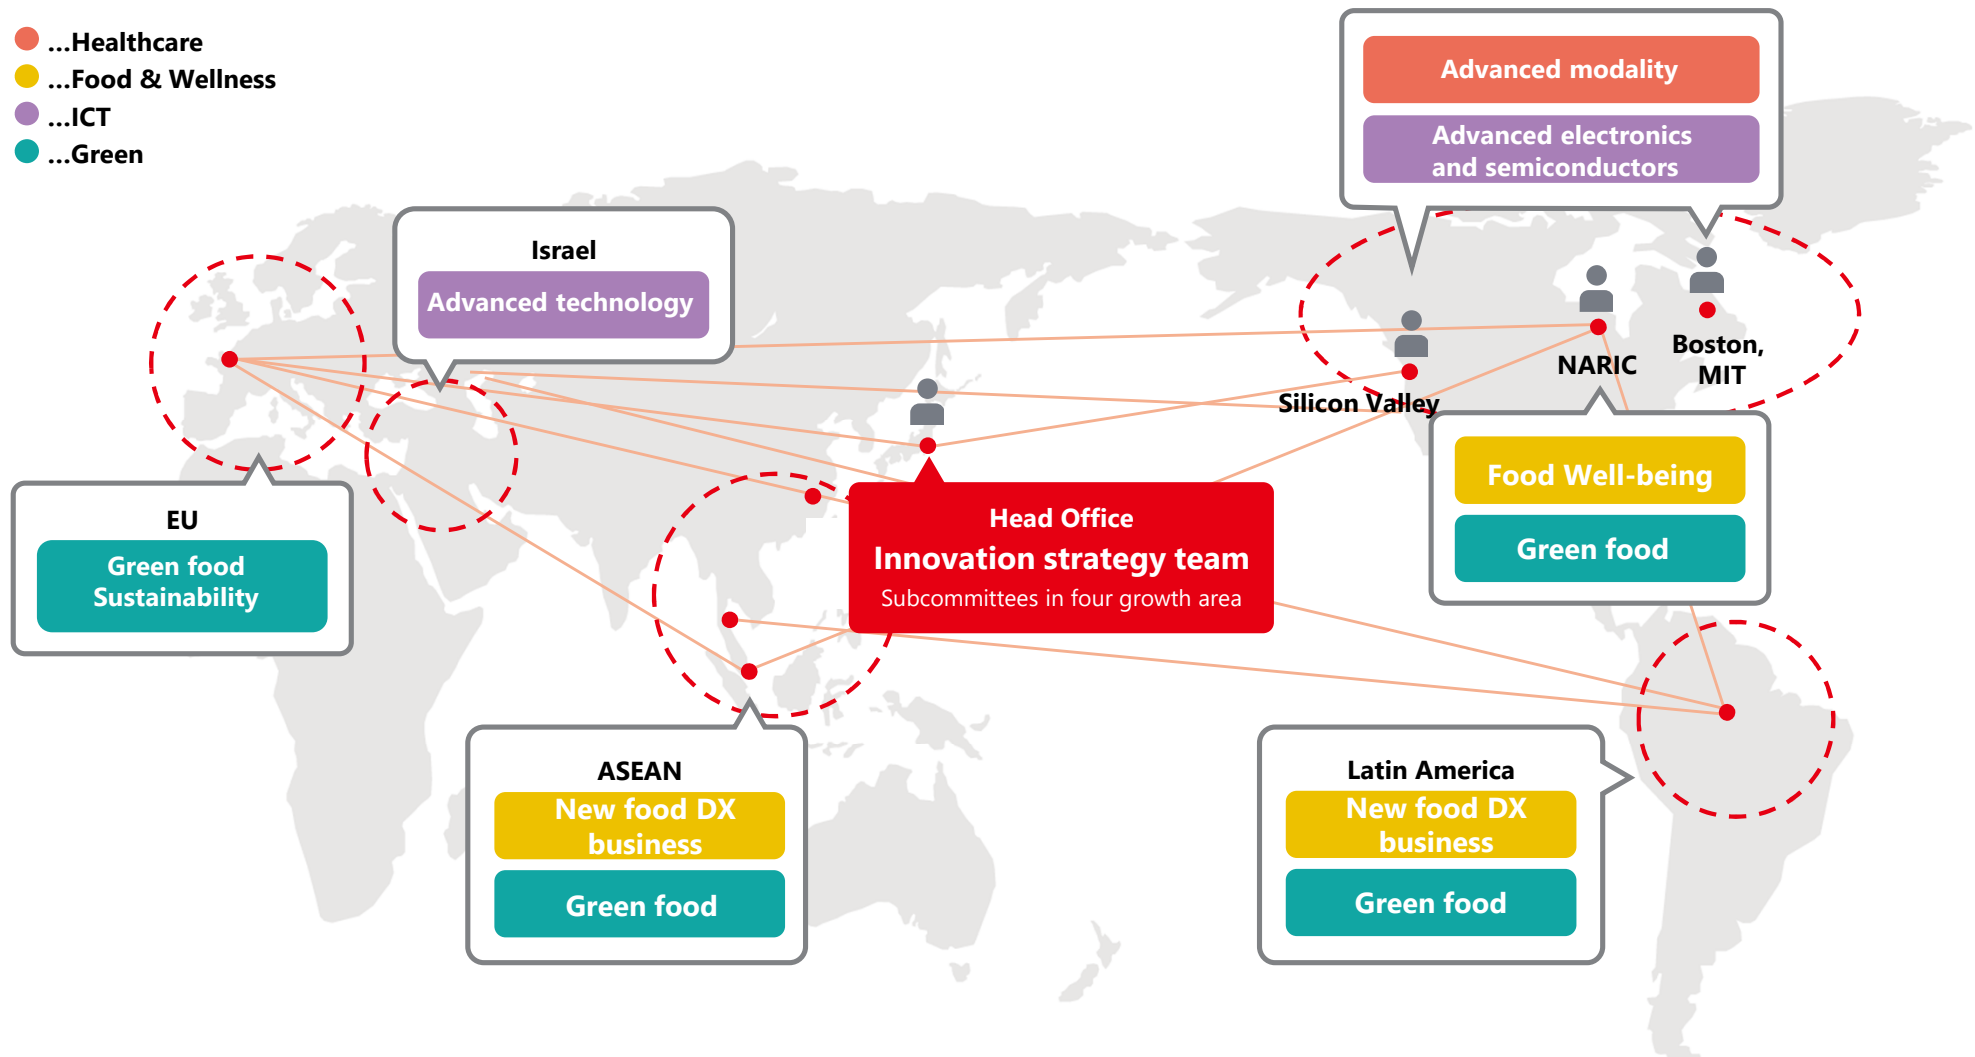 ...Healthcare
...Food & Wellness
...ICT
...Green
Advanced modality
Advanced electronics
and semiconductors
Israel
Advanced technology
Silicon Valley
NARIC
Boston,
MIT
Food Well-being
Green food
EU
Green food
Sustainability
Head Office
Innovation strategy team
Subcommittees in four growth area
ASEAN
New food DX
business
Green food
Latin America
New food DX
business
Green food